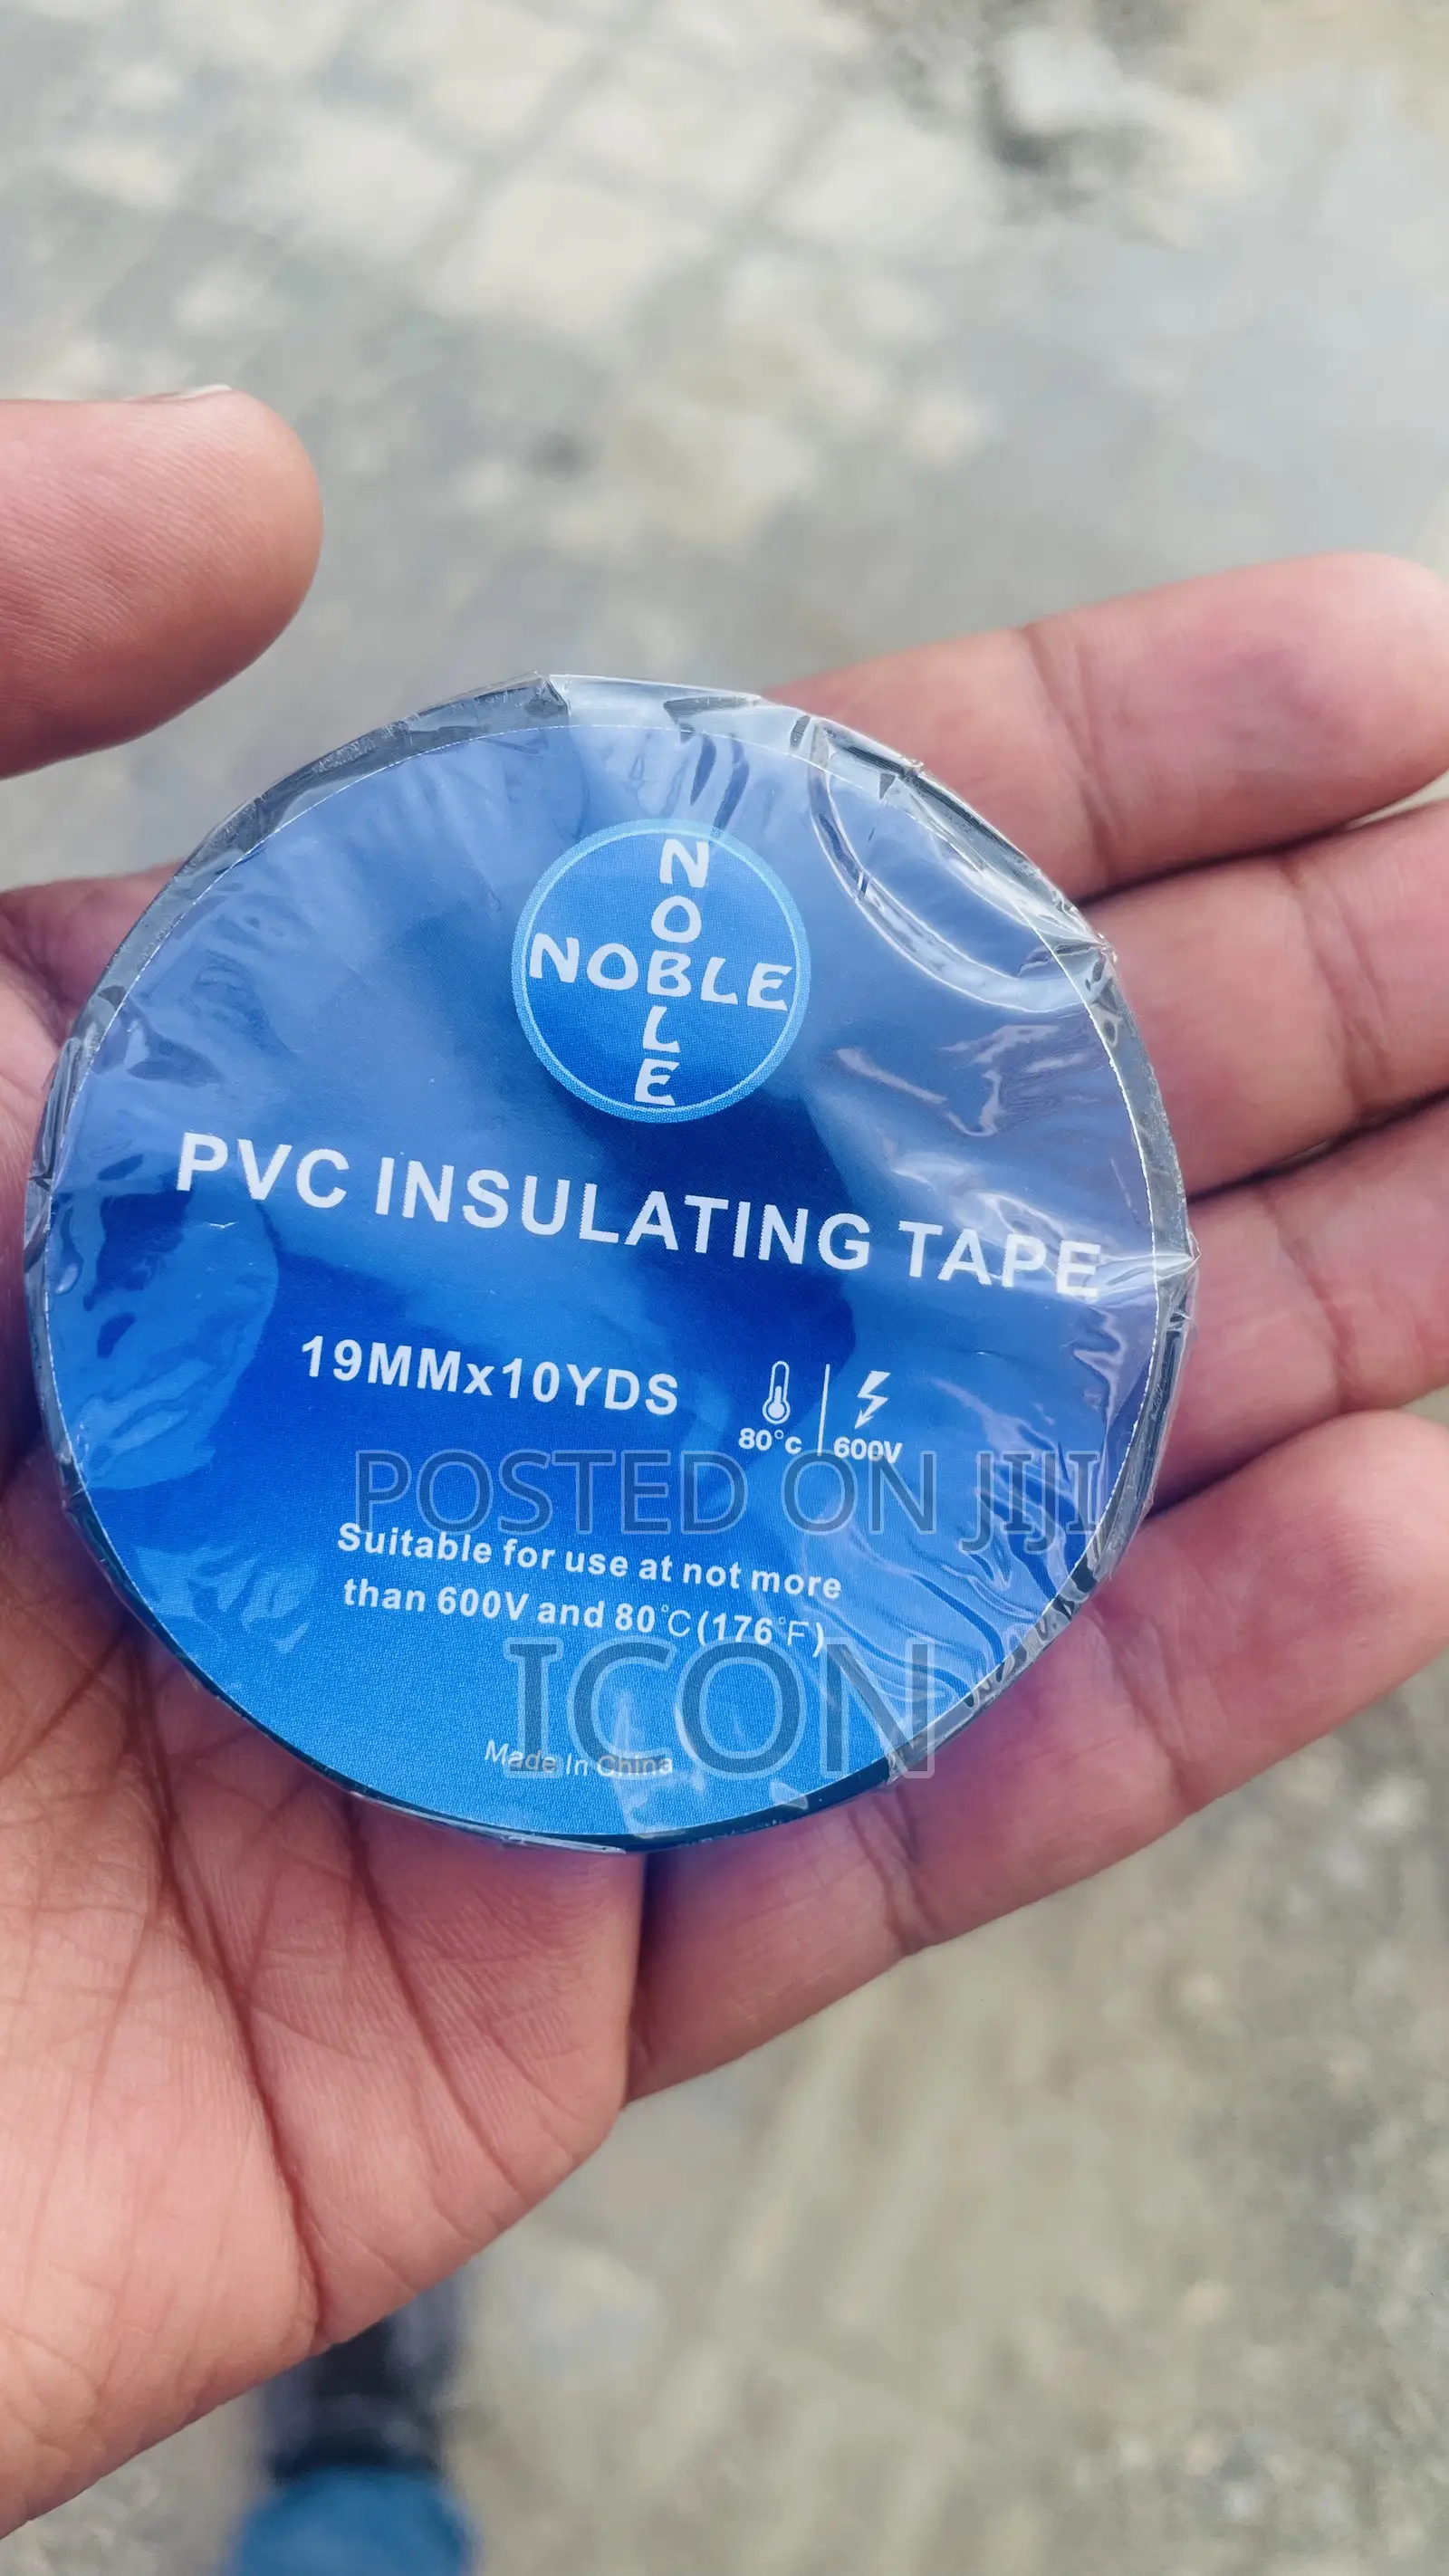 NOBLE
NOBLE
PVC INSULATING TAPE
19MMx10YDS
80°c | 600V
POSTED ON JIJI
Suitable for use at not more
than 600V and 80℃(176℉)
ICON
Made In China